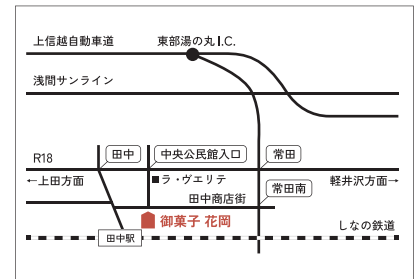 上信越自動車道
東部湯の丸 I.C.
浅間サンライン
田中
中央公民館入口
常田
R18
←上田方面
■ラ・ヴェリテ
軽井沢方面→
田中商店街
常田南
御菓子 花岡
しなの鉄道
田中駅